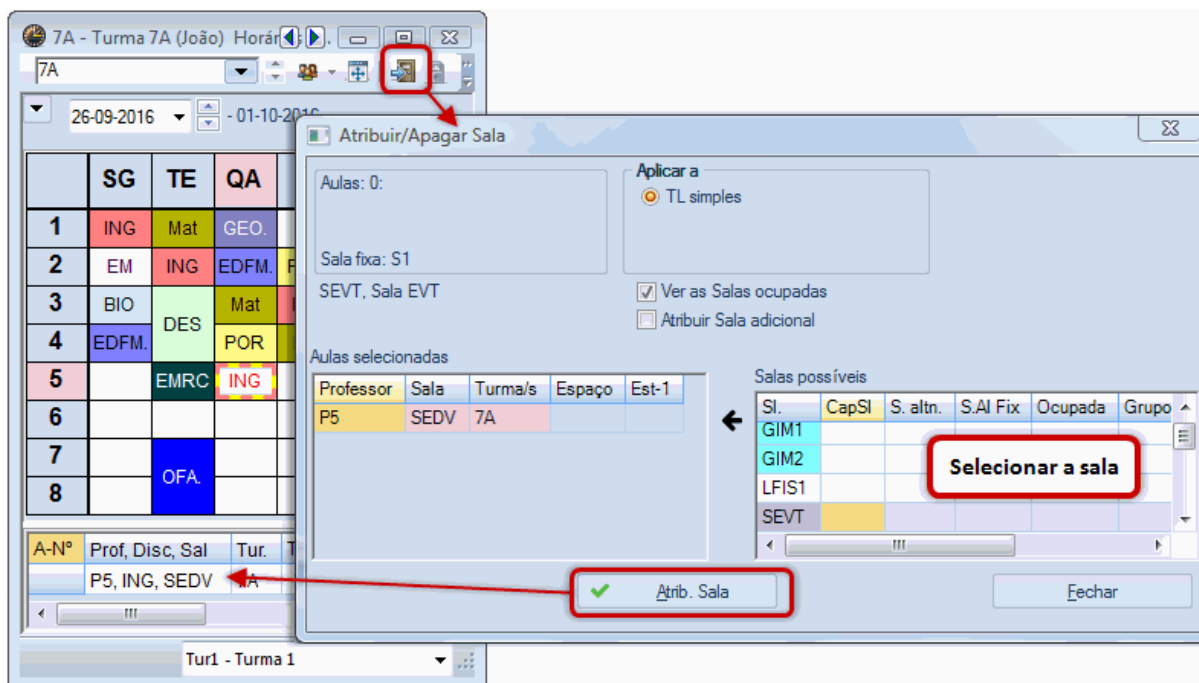 7A - Turma 7A (João) Horár
7A
26-09-2016 - 01-10-2016
SG TE QA
1 ING Mat GEO.
2 EM ING EDFM.
3 BIO DES Mat
4 EDFM. POR
5 EMRC ING
6
7 OFA.
8
A-Nº Prof, Disc, Sal Tur.
P5, ING, SEDV 7A
Tur1 - Turma 1
Atribuir/Apagar Sala
Aulas: 0:
Sala fixa: S1
SEVT, Sala EVT
Aplicar a
TL simples
Ver as Salas ocupadas
Atribuir Sala adicional
Aulas selecionadas
Professor Sala Turma/s Espaço Est-1
P5 SEDV 7A
Salas possíveis
Sl. CapSl S. altn. S.Al Fix Ocupada Grupo
GIM1
GIM2
LFIS1
SEVT
Selecionar a sala
Atrib. Sala
Fechar